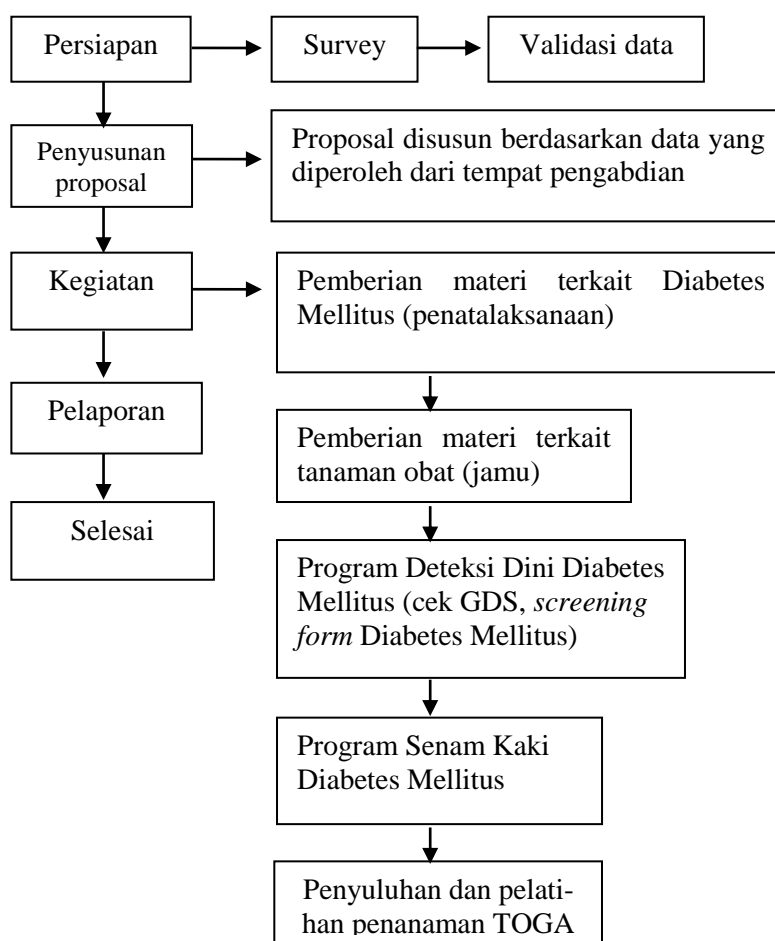 Persiapan
Survey
Validasi data
Penyusunan
proposal
Proposal disusun berdasarkan data yang
diperoleh dari tempat pengabdian
Kegiatan
Pemberian materi terkait Diabetes
Mellitus (penatalaksanaan)
Pelaporan
Pemberian materi terkait
tanaman obat (jamu)
Selesai
Program Deteksi Dini Diabetes
Mellitus (cek GDS, screening
form Diabetes Mellitus)
Program Senam Kaki
Diabetes Mellitus
Penyuluhan dan pelati-
han penanaman TOGA